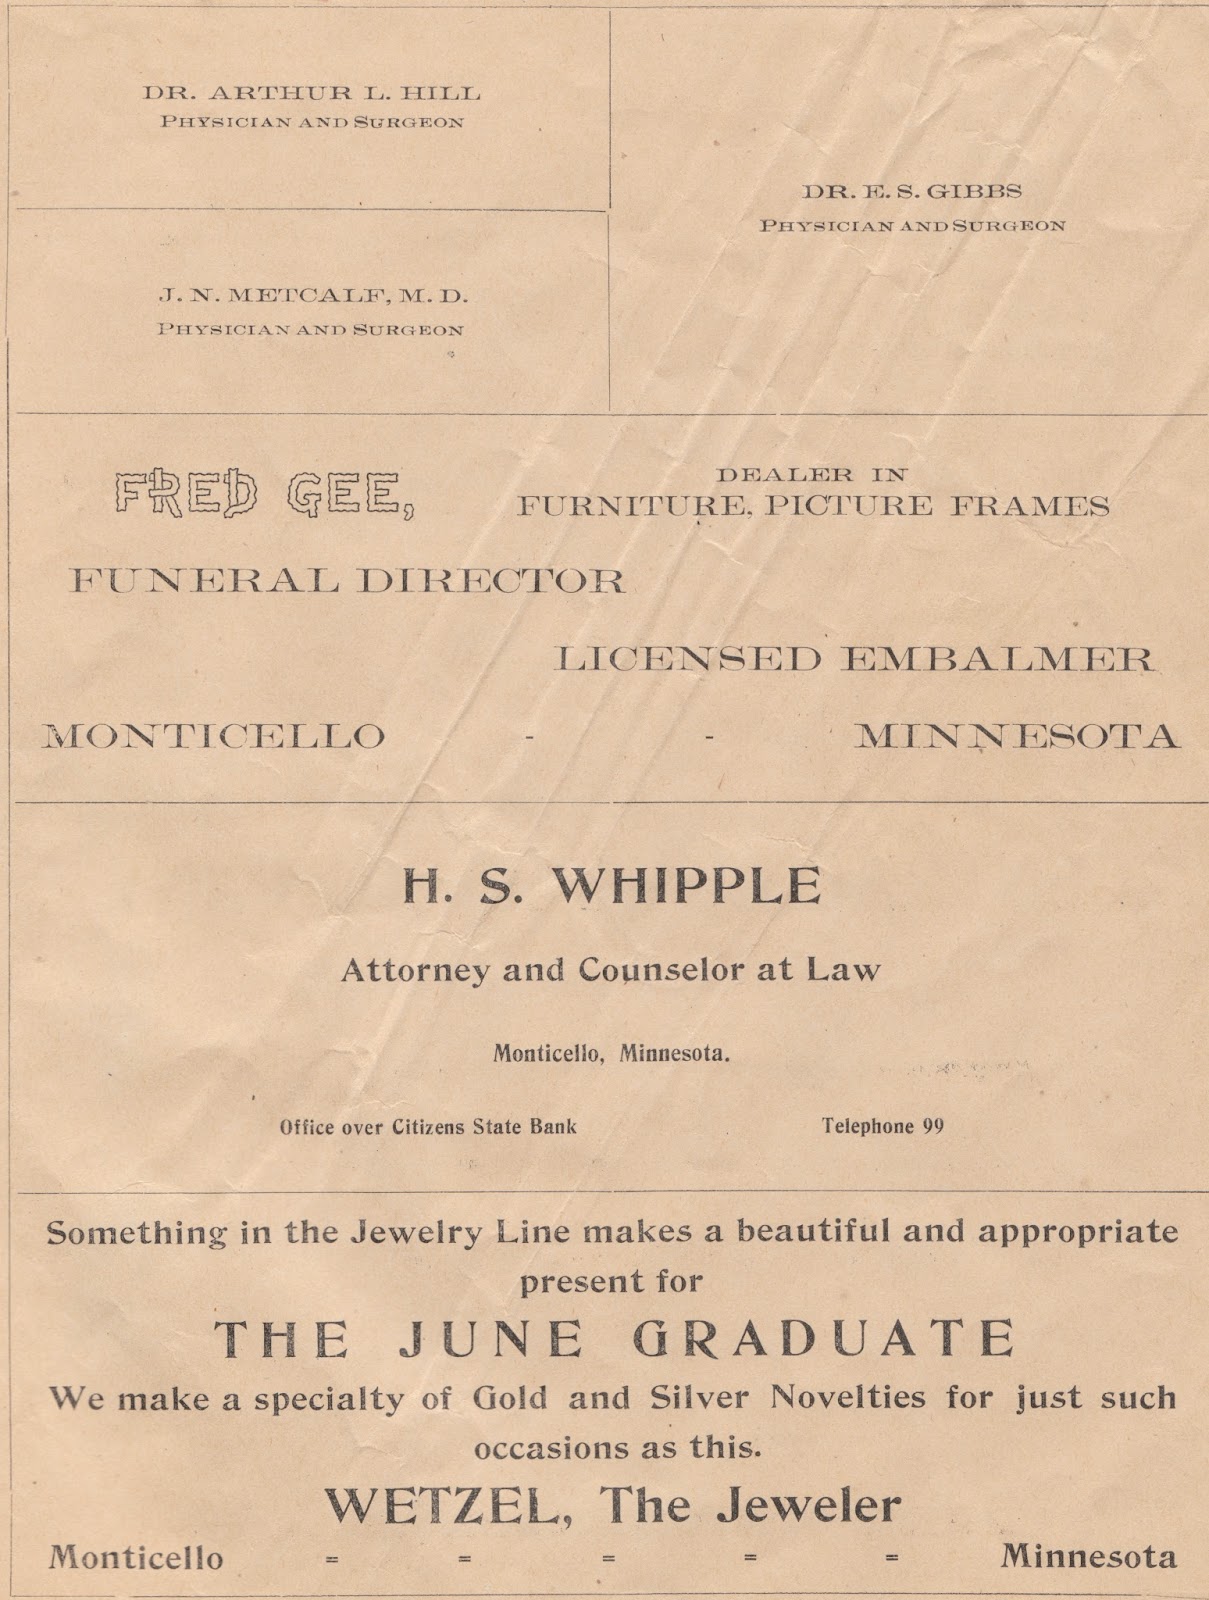 DR. ARTHUR L. HILL
PHYSICIAN AND SURGEON
J. N. METCALF, M. D.
PHYSICIAN AND SURGEON
DR. E. S. GIBBS
PHYSICIAN AND SURGEON
FRED GEE,
DEALER IN
FURNITURE, PICTURE FRAMES
FUNERAL DIRECTOR
LICENSED EMBALMER
MONTICELLO - - MINNESOTA
H. S. WHIPPLE
Attorney and Counselor at Law
Monticello, Minnesota.
Office over Citizens State Bank Telephone 99
Something in the Jewelry Line makes a beautiful and appropriate
present for
THE JUNE GRADUATE
We make a specialty of Gold and Silver Novelties for just such
occasions as this.
WETZEL, The Jeweler
Monticello = = = = = Minnesota